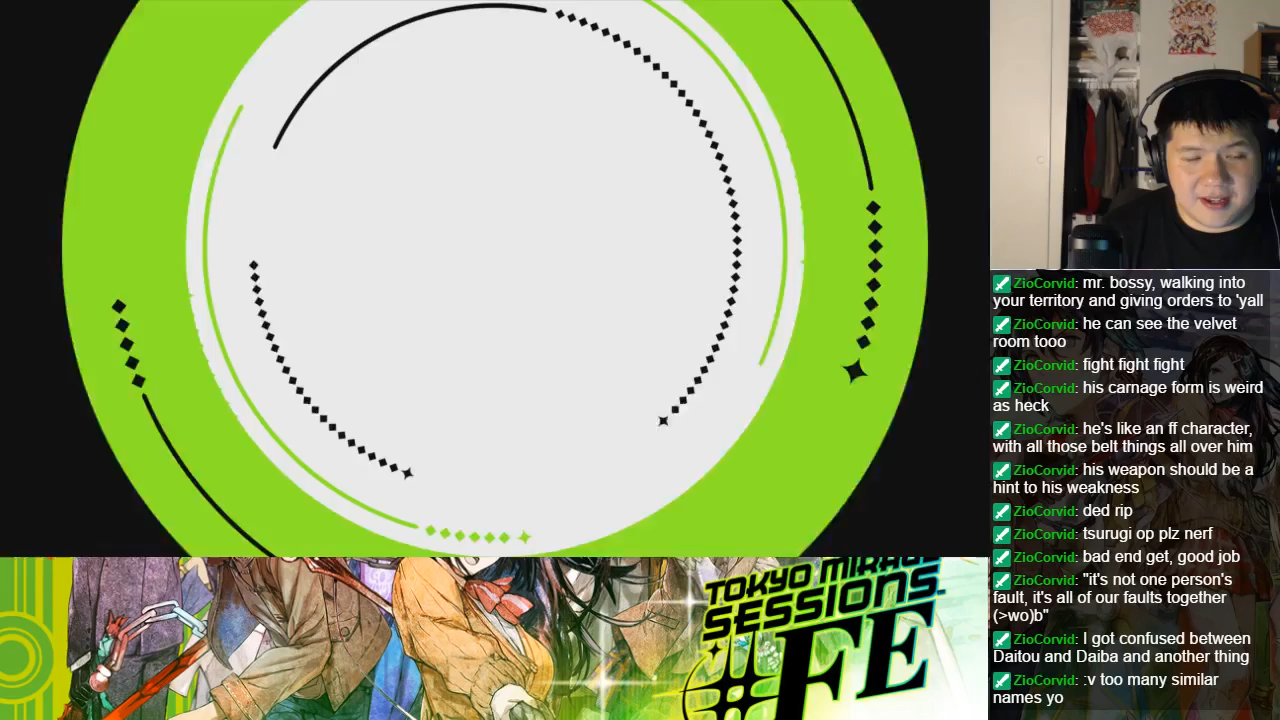 ZioCorvid: mr. bossy, walking into
your territory and giving orders to 'yall
ZioCorvid: he can see the velvet
room tooo
ZioCorvid: fight fight fight
ZioCorvid: his carnage form is weird
as heck
ZioCorvid: he's like an ff character,
with all those belt things all over him
ZioCorvid: his weapon should be a
hint to his weakness
ZioCorvid: ded rip
ZioCorvid: tsurugi op plz nerf
ZioCorvid: bad end get, good job
ZioCorvid: "it's not one person's
fault, it's all of our faults together
(>wo)b"
ZioCorvid: I got confused between
Daitou and Daiba and another thing
ZioCorvid: :v too many similar
names yo
TOKYO MIRAGE
SESSIONS
#FE